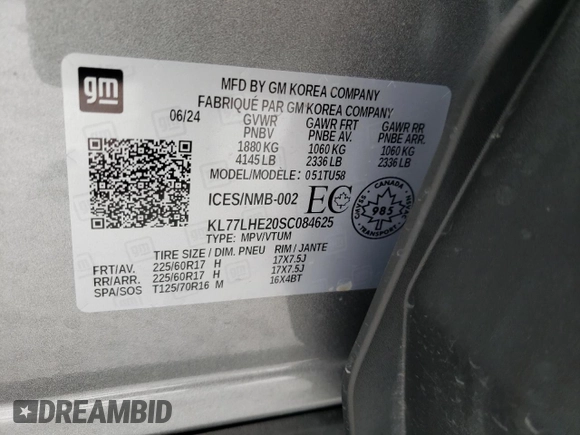 gm
MFD BY GM KOREA COMPANY
FABRIQUÉ PAR GM KOREA COMPANY
06/24 GVWR GAWR FRT GAWR RR
PNBV PNBE AV. PNBE ARR.
1880 KG 1060 KG 1060 KG
4145 LB 2336 LB 2336 LB
MODEL/MODÈLE: 051TU58
ICES/NMB-002 EC
CANADA
985
KL77LHE20SC084625
TYPE: MPV/VTUM
TIRE SIZE / DIM. PNEU RIM / JANTE
FRT/AV. 225/60R17 H 17X7.5J
RR/ARR. 225/60R17 H 17X7.5J
SPA/SOS T125/70R16 M 16X4BT
DREAMBID